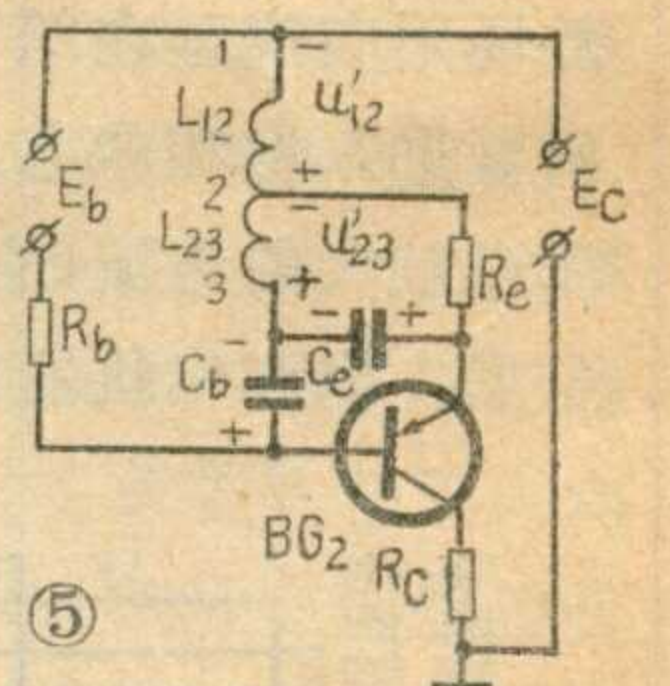 1 −
L12 u'12
Eb 2 + EC
L23 − u'23
3 + Re
Rb − − +
Cb Ce
+
BG2 RC
⑤